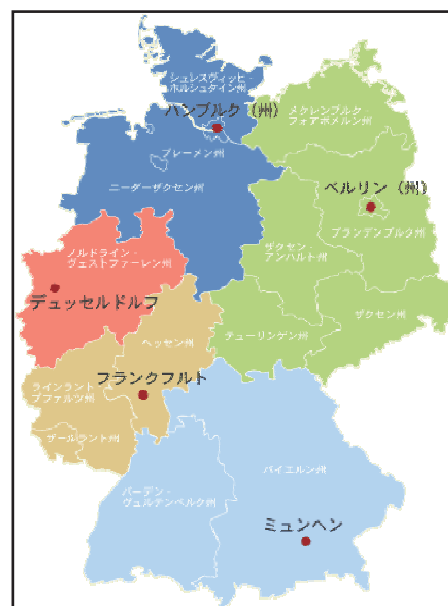 シュレスヴィッヒ・
ホルシュタイン州
ハンブルク（州）
メクレンブルク・
フォアポメルン州
ブレーメン州
ニーダーザクセン州
ベルリン（州）
ブランデンブルク州
ザクセン・
アンハルト州
ノルドライン・
ヴェストファーレン州
デュッセルドルフ
ザクセン州
テューリンゲン州
ヘッセン州
フランクフルト
ラインラント
プファルツ州
ザールラント州
バイエルン州
バーデン・
ヴュルテンベルク州
ミュンヘン